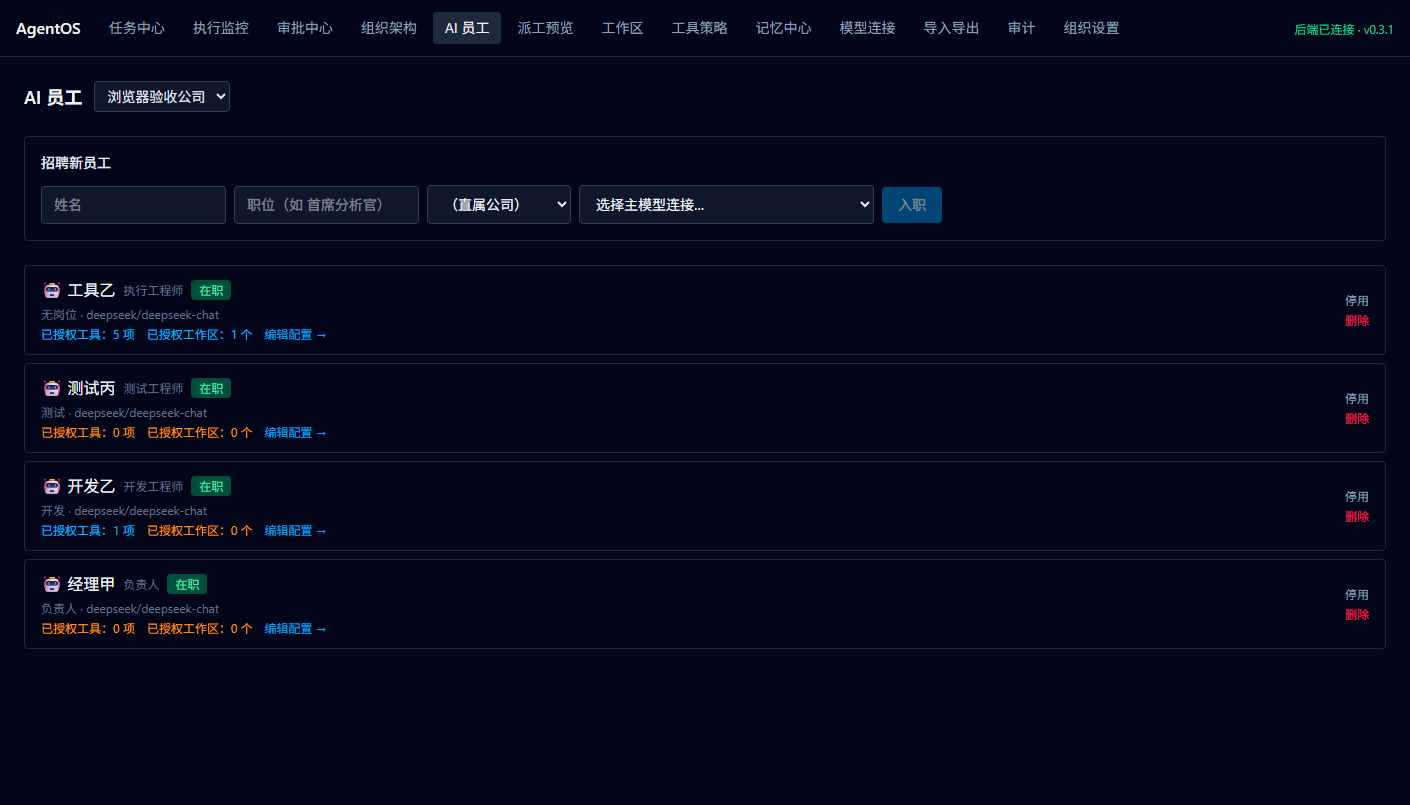 AgentOS 任务中心 执行监控 审批中心 组织架构 AI 员工 派工预览 工作区 工具策略 记忆中心 模型连接 导入导出 审计 组织设置 后端已连接 · v0.3.1
AI 员工 浏览器验收公司
招聘新员工
姓名 职位（如 首席分析官） （直属公司） 选择主模型连接... 入职
工具乙 执行工程师 在职
无岗位 · deepseek/deepseek-chat
已授权工具：5 项 已授权工作区：1 个 编辑配置 →
停用
删除
测试丙 测试工程师 在职
测试 · deepseek/deepseek-chat
已授权工具：0 项 已授权工作区：0 个 编辑配置 →
停用
删除
开发乙 开发工程师 在职
开发 · deepseek/deepseek-chat
已授权工具：1 项 已授权工作区：0 个 编辑配置 →
停用
删除
经理甲 负责人 在职
负责人 · deepseek/deepseek-chat
已授权工具：0 项 已授权工作区：0 个 编辑配置 →
停用
删除